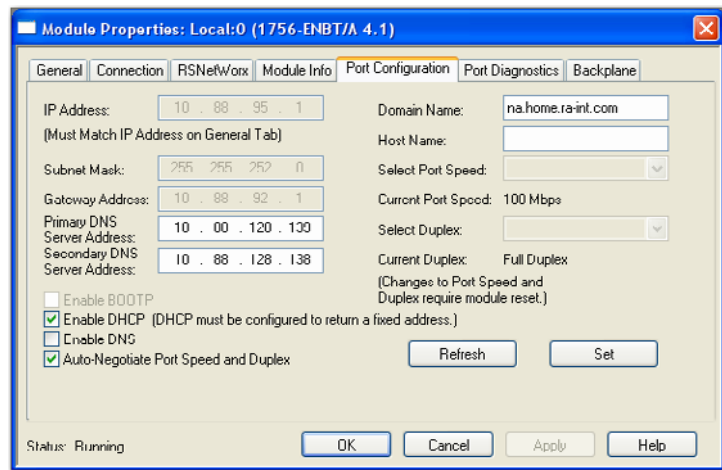 Module Properties: Local:0 (1756-ENBT/A 4.1)
General Connection RSNetWorx Module Info Port Configuration Port Diagnostics Backplane
IP Address: 10 . 88 . 95 . 1
(Must Match IP Address on General Tab)
Subnet Mask: 255 255 252 0
Gateway Address: 10 . 88 . 92 . 1
Primary DNS
Server Address: 10 . 00 . 120 . 139
Secondary DNS
Server Address: 10 . 88 . 128 . 138
Enable BOOTP
Enable DHCP (DHCP must be configured to return a fixed address.)
Enable DNS
Auto-Negotiate Port Speed and Duplex
Domain Name: na.home.ra-int.com
Host Name:
Select Port Speed:
Current Port Speed: 100 Mbps
Select Duplex:
Current Duplex: Full Duplex
(Changes to Port Speed and
Duplex require module reset.)
Refresh Set
Status: Running
OK Cancel Apply Help